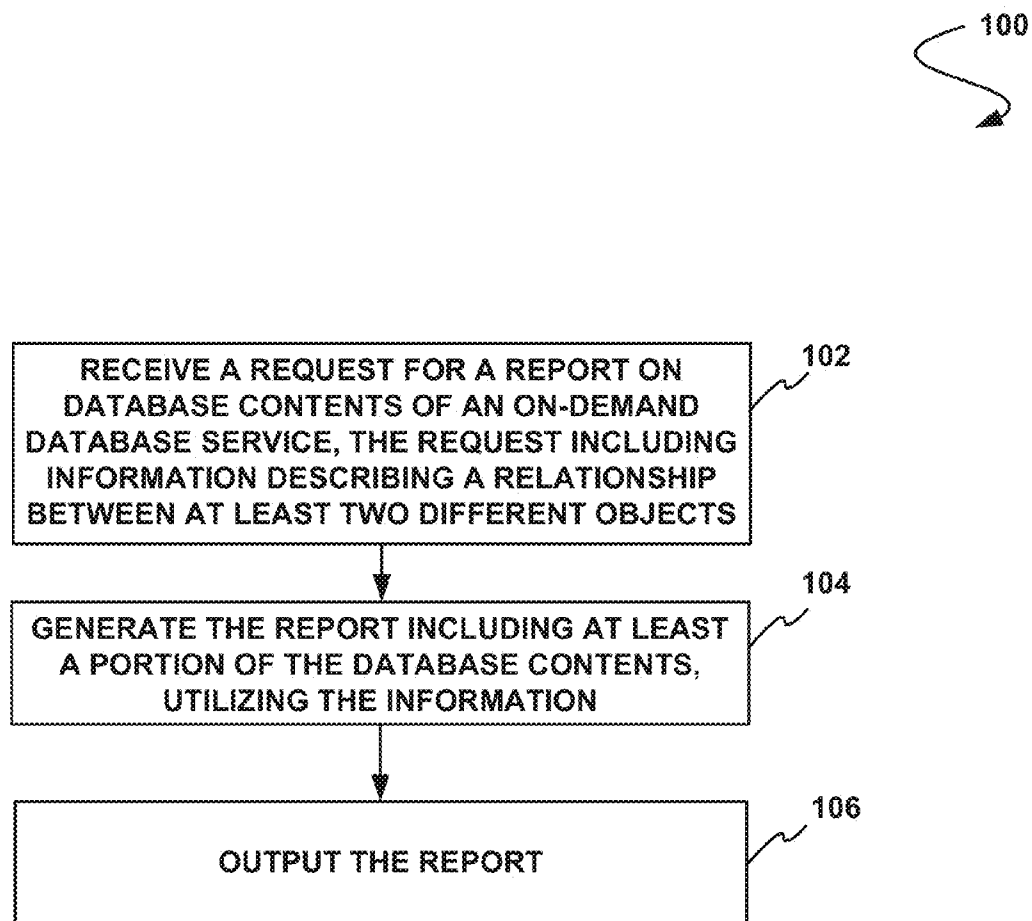 100
RECEIVE A REQUEST FOR A REPORT ON
DATABASE CONTENTS OF AN ON-DEMAND
DATABASE SERVICE, THE REQUEST INCLUDING
INFORMATION DESCRIBING A RELATIONSHIP
BETWEEN AT LEAST TWO DIFFERENT OBJECTS
102
GENERATE THE REPORT INCLUDING AT LEAST
A PORTION OF THE DATABASE CONTENTS,
UTILIZING THE INFORMATION
104
OUTPUT THE REPORT
106